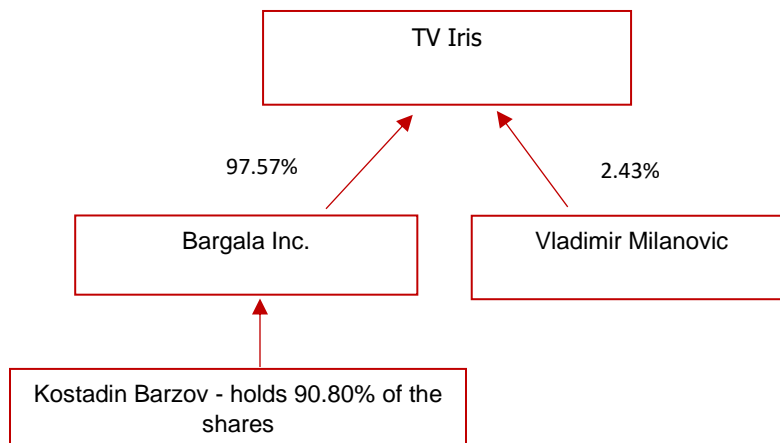 TV Iris
97.57%
2.43%
Bargala Inc.
Vladimir Milanovic
Kostadin Barzov - holds 90.80% of the
shares